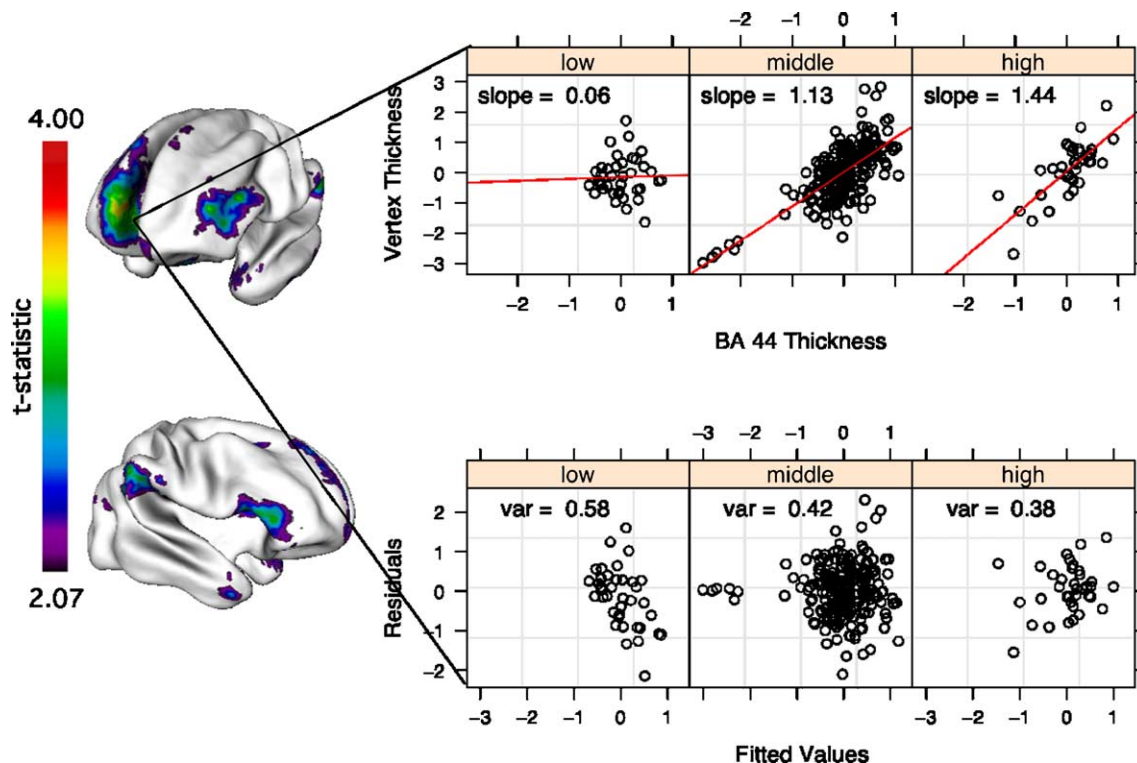 −2 −1 0 1
low middle high
slope = 0.06 slope = 1.13 slope = 1.44
4.00
t-statistic
2.07
Vertex Thickness
3
2
1
0
−1
−2
−3
−2 −1 0 1 −2 −1 0 1
BA 44 Thickness
−3 −2 −1 0 1
low middle high
var = 0.58 var = 0.42 var = 0.38
Residuals
2
1
0
−1
−2
−3 −2 −1 0 1 −3 −2 −1 0 1
Fitted Values